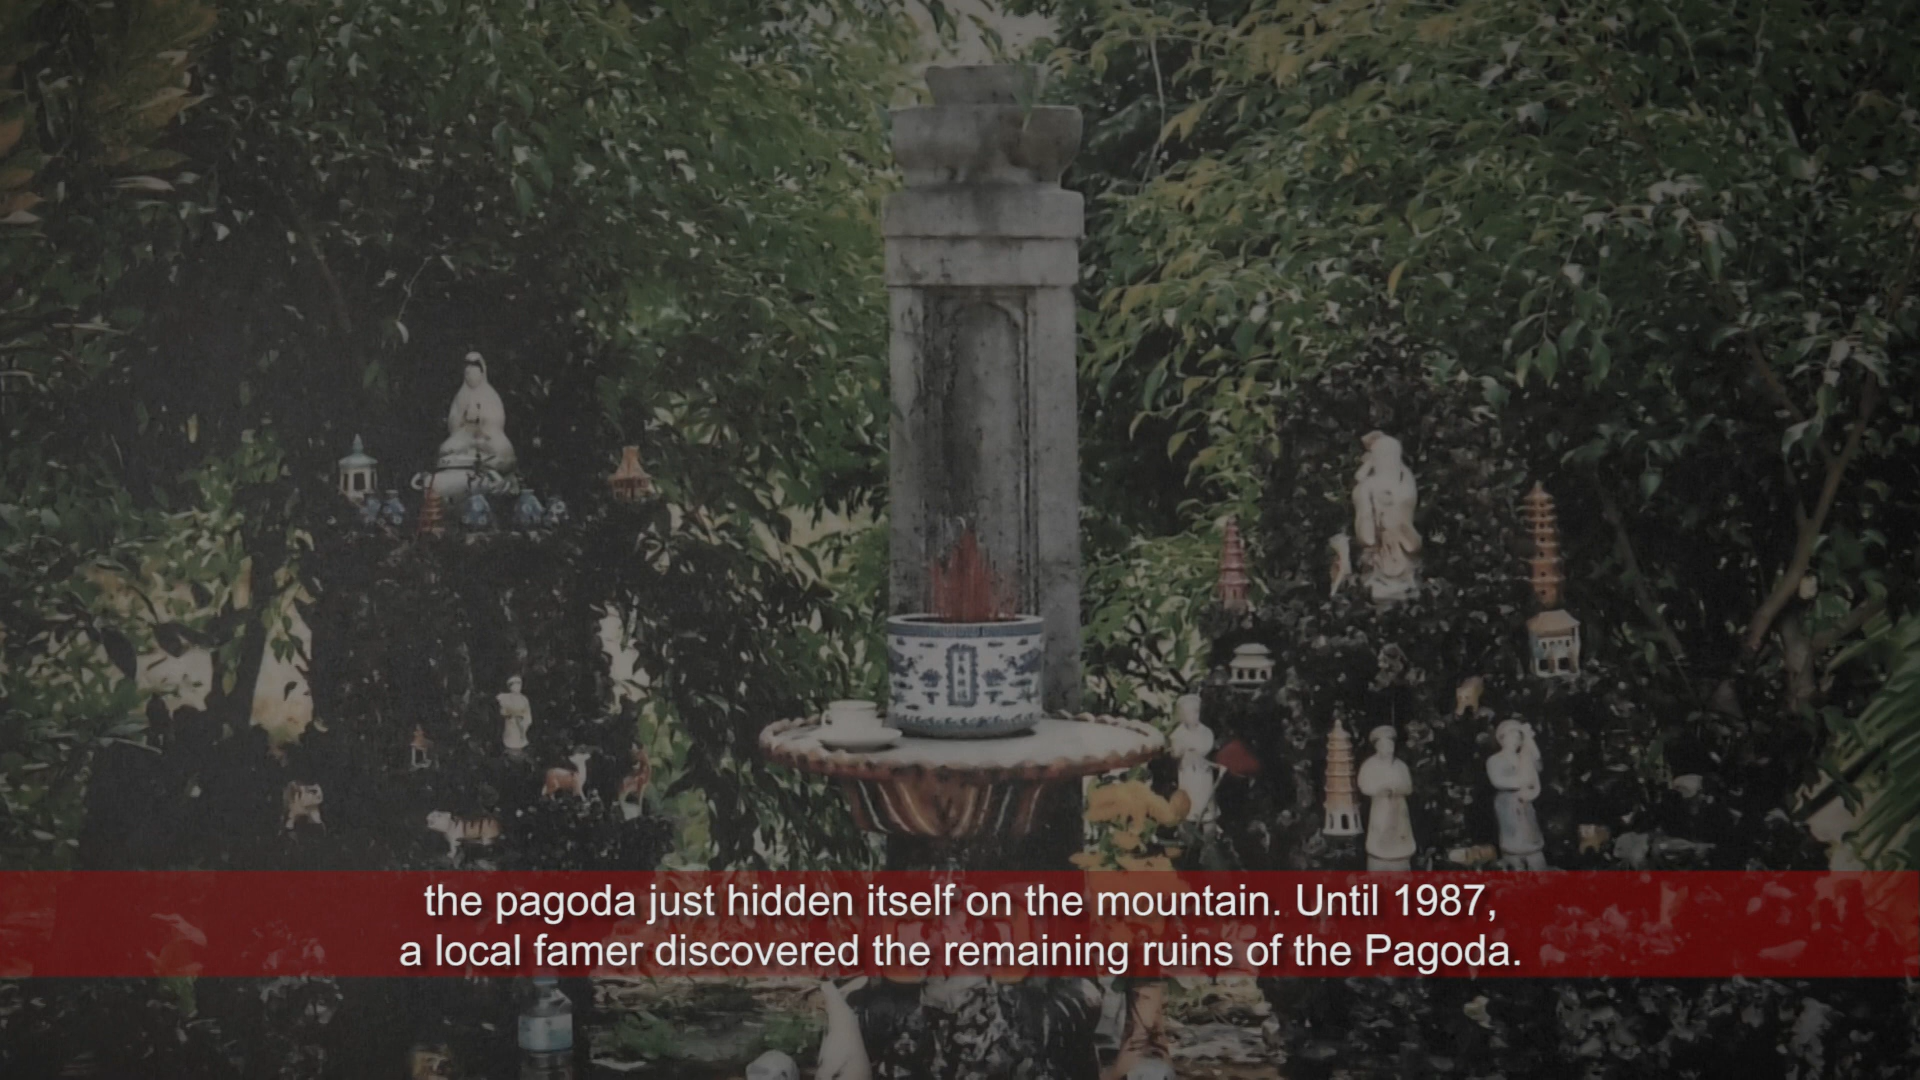 the pagoda just hidden itself on the mountain. Until 1987,
a local famer discovered the remaining ruins of the Pagoda.